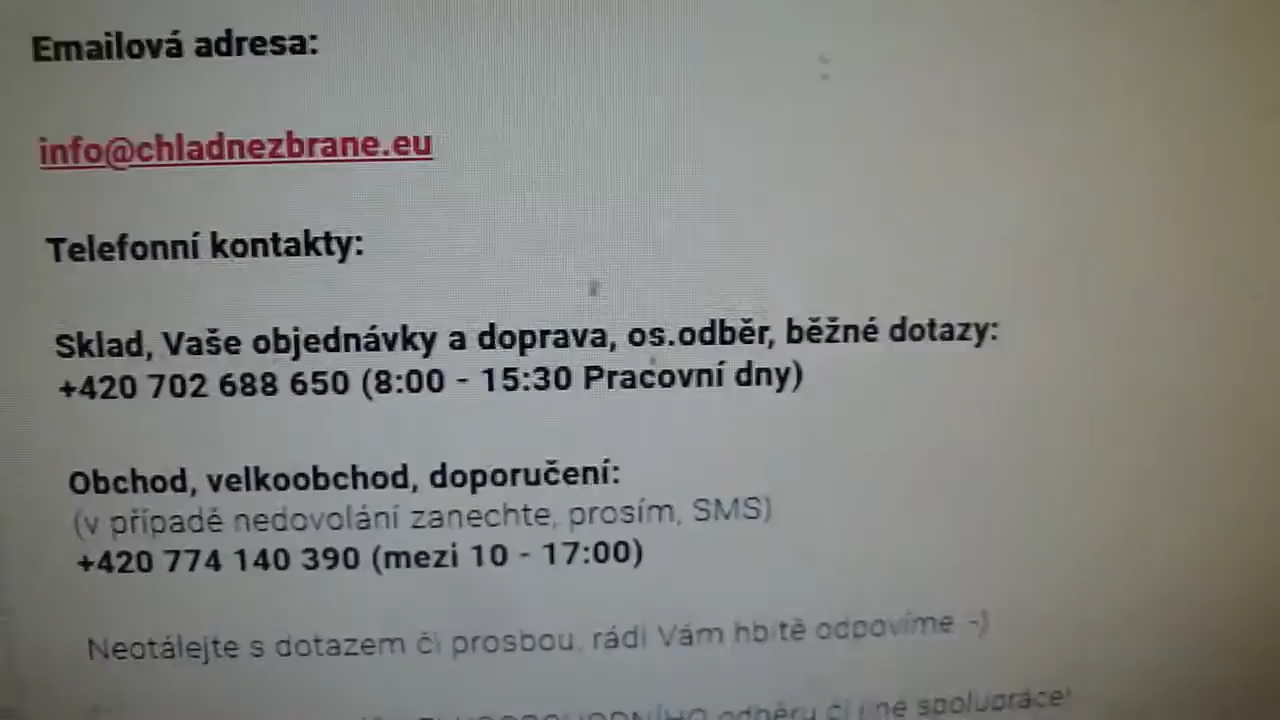 Emailová adresa:
info@chladnezbrane.eu
Telefonní kontakty:
Sklad, Vaše objednávky a doprava, os.odběr, běžné dotazy:
+420 702 688 650 (8:00 - 15:30 Pracovní dny)
Obchod, velkoobchod, doporučení:
(v případě nedovolání zanechte, prosím, SMS)
+420 774 140 390 (mezi 10 - 17:00)
Neotálejte s dotazem či prosbou, rádi Vám hbitě odpovíme :-)
odběru či jiné spolupráce!